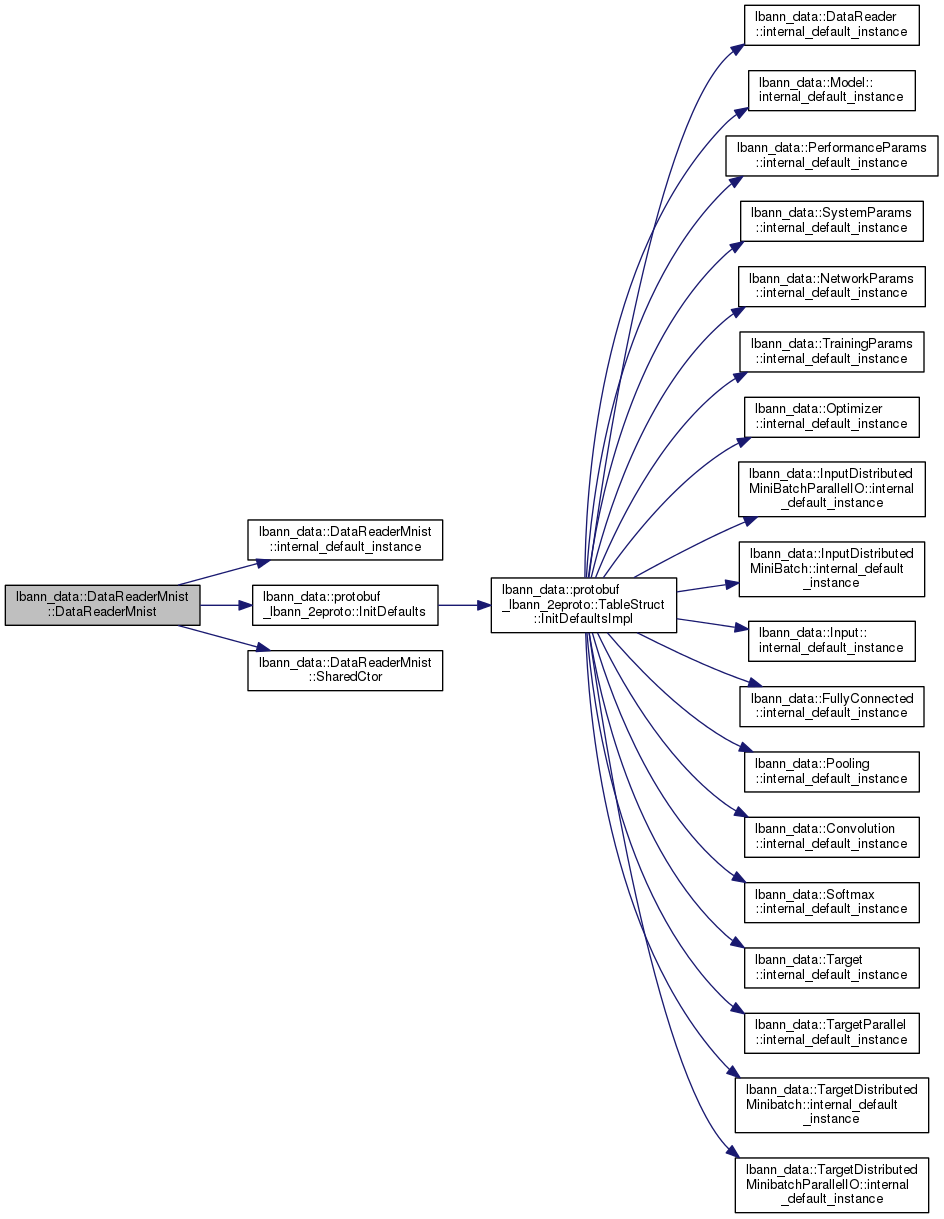 lbann_data::DataReader
::internal_default_instance
lbann_data::Model::
internal_default_instance
lbann_data::PerformanceParams
::internal_default_instance
lbann_data::SystemParams
::internal_default_instance
lbann_data::NetworkParams
::internal_default_instance
lbann_data::TrainingParams
::internal_default_instance
lbann_data::Optimizer
::internal_default_instance
lbann_data::InputDistributed
MiniBatchParallelIO::internal
_default_instance
lbann_data::DataReaderMnist
::internal_default_instance
lbann_data::InputDistributed
MiniBatch::internal_default
_instance
lbann_data::DataReaderMnist
::DataReaderMnist
lbann_data::protobuf
_lbann_2eproto::InitDefaults
lbann_data::protobuf
_lbann_2eproto::TableStruct
::InitDefaultsImpl
lbann_data::Input::
internal_default_instance
lbann_data::DataReaderMnist
::SharedCtor
lbann_data::FullyConnected
::internal_default_instance
lbann_data::Pooling
::internal_default_instance
lbann_data::Convolution
::internal_default_instance
lbann_data::Softmax
::internal_default_instance
lbann_data::Target
::internal_default_instance
lbann_data::TargetParallel
::internal_default_instance
lbann_data::TargetDistributed
Minibatch::internal_default
_instance
lbann_data::TargetDistributed
MinibatchParallelIO::internal
_default_instance